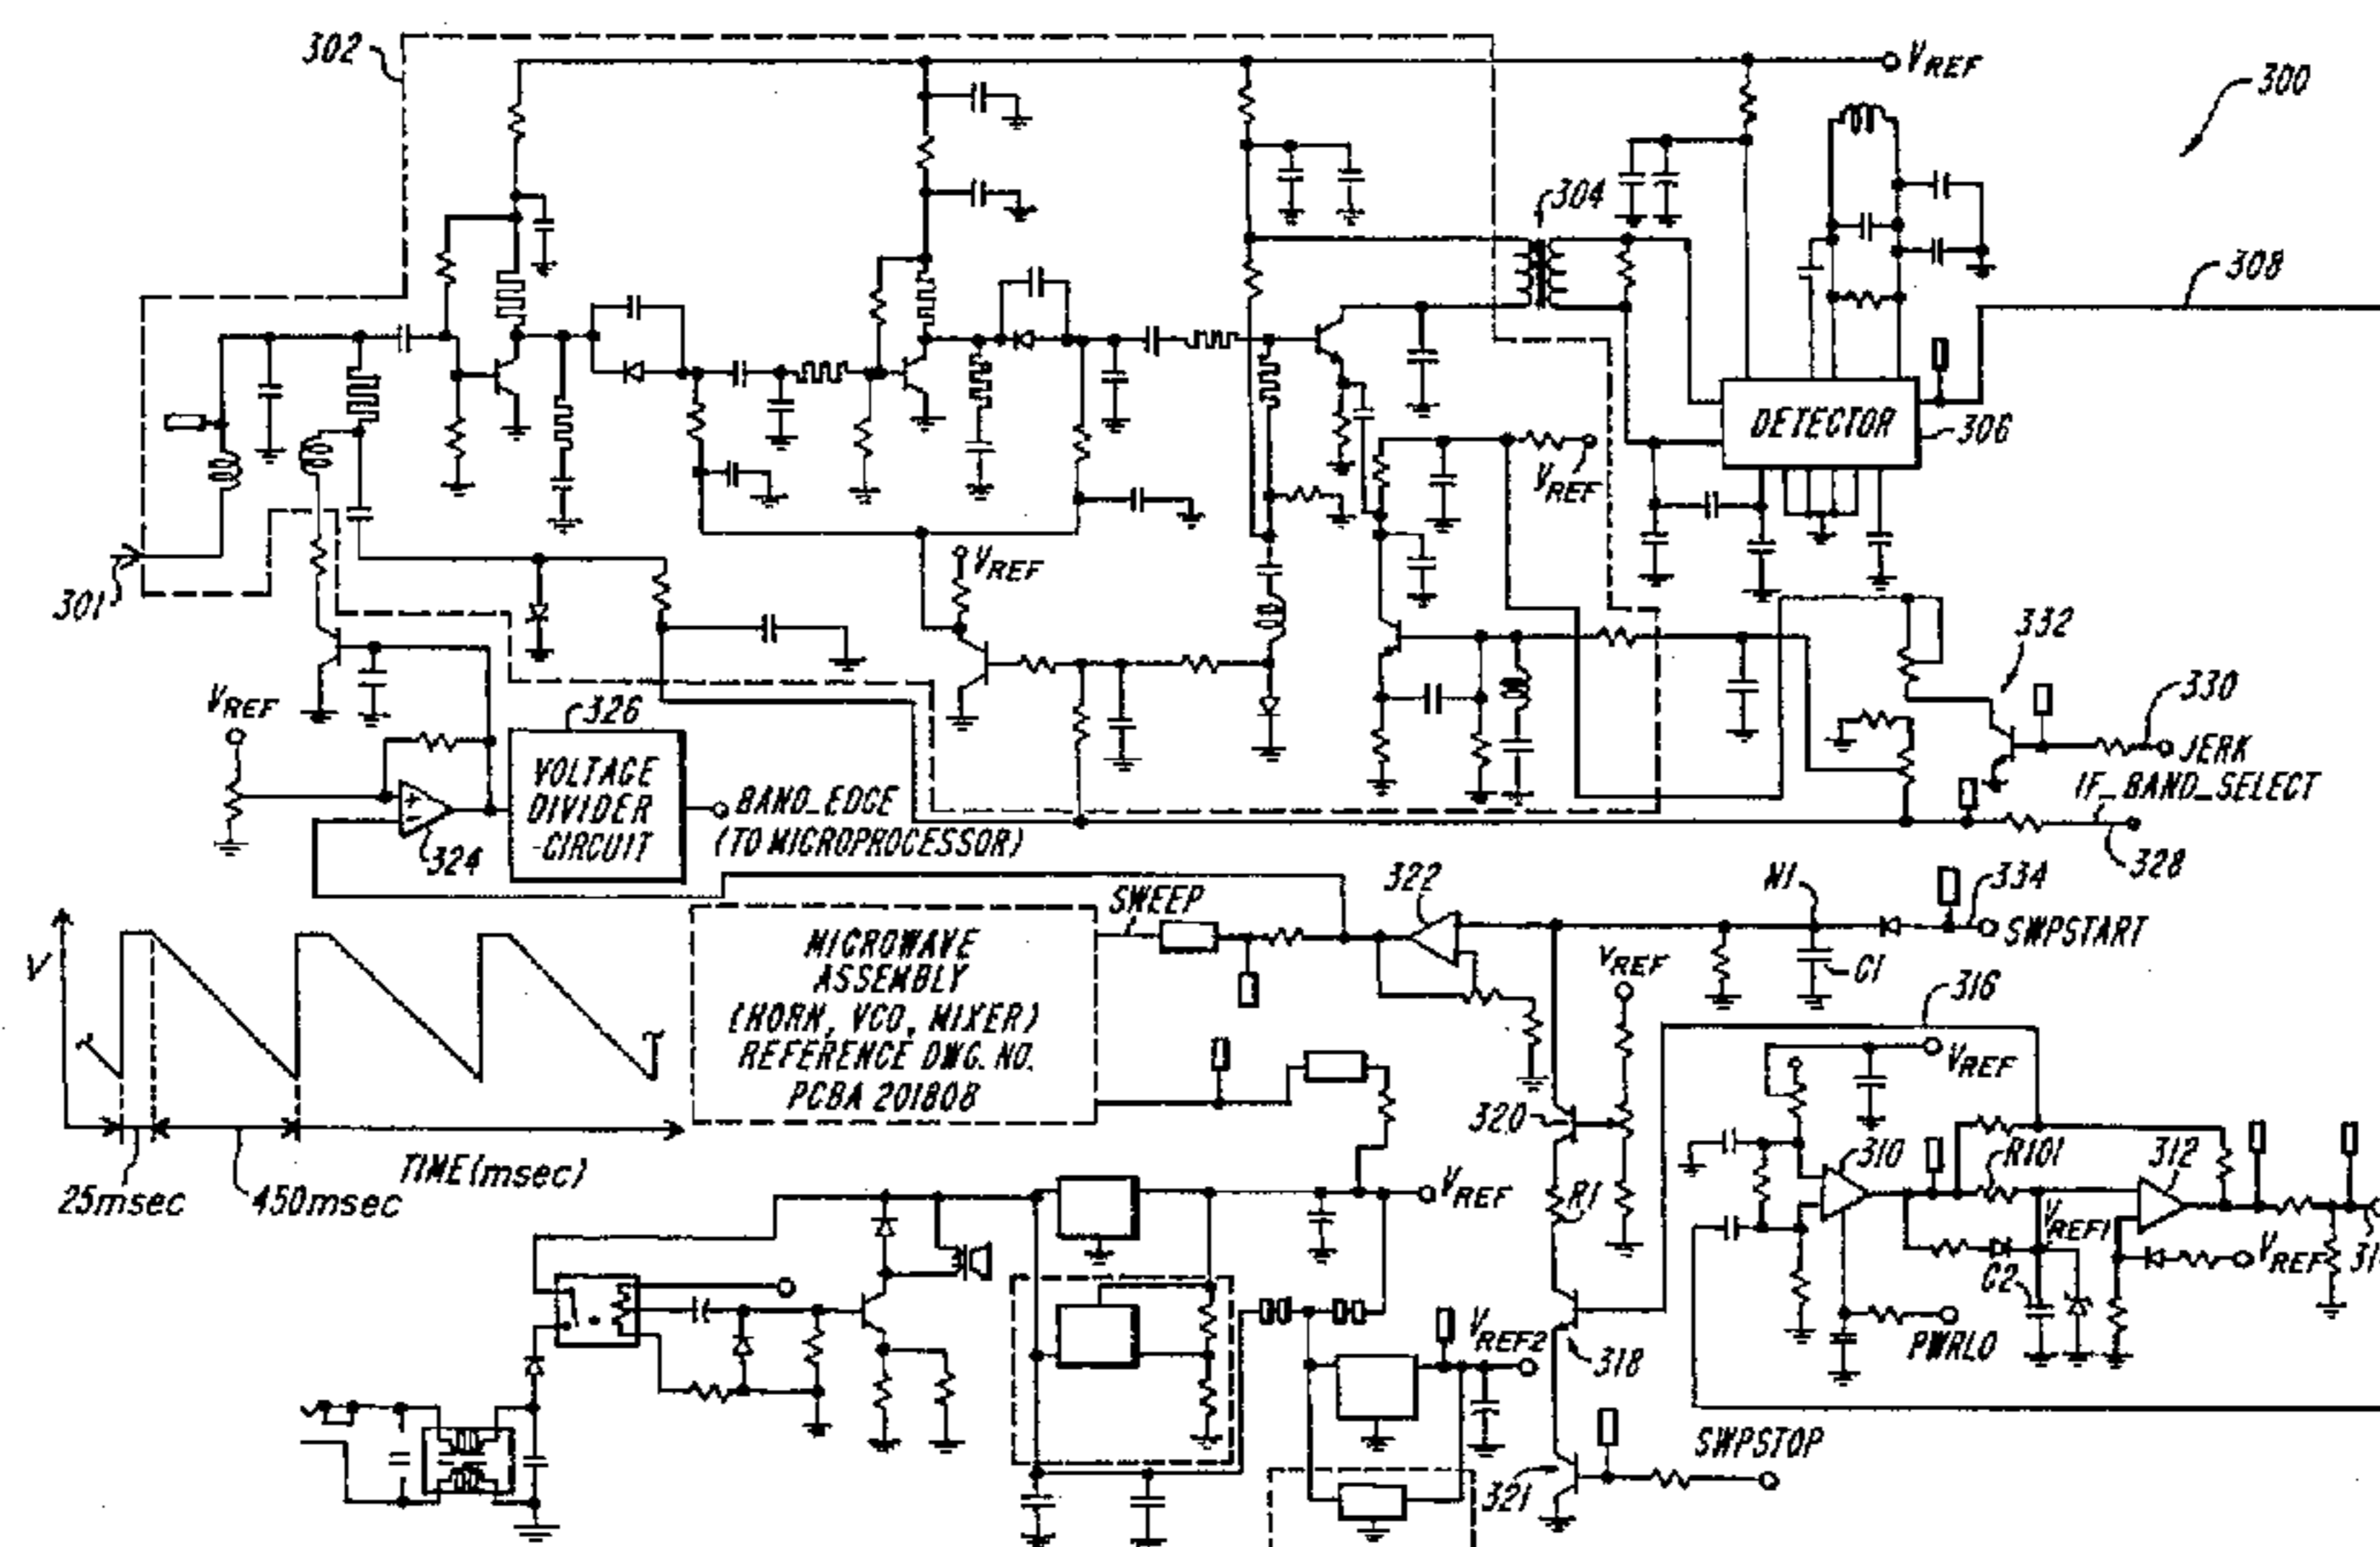 302
VREF
300
304
308
DETECTOR
306
VREF
VREF
301
332
VREF
326
330
JERK
VOLTAGE
DIVIDER
-CIRCUIT
BAND_EDGE
(TO MICROPROCESSOR)
IF_BAND_SELECT
324
328
322
N1
334
SWEEP
SWPSTART
V
MICROWAVE
ASSEMBLY
(HORN, VCO, MIXER)
REFERENCE DWG. NO.
PCBA 201808
VREF
C1
316
VREF
320
310
R101
312
TIME(msec)
25msec
450msec
VREF
R1
VREF1
VREF
C2
PWRLO
VREF2
318
SWPSTOP
321